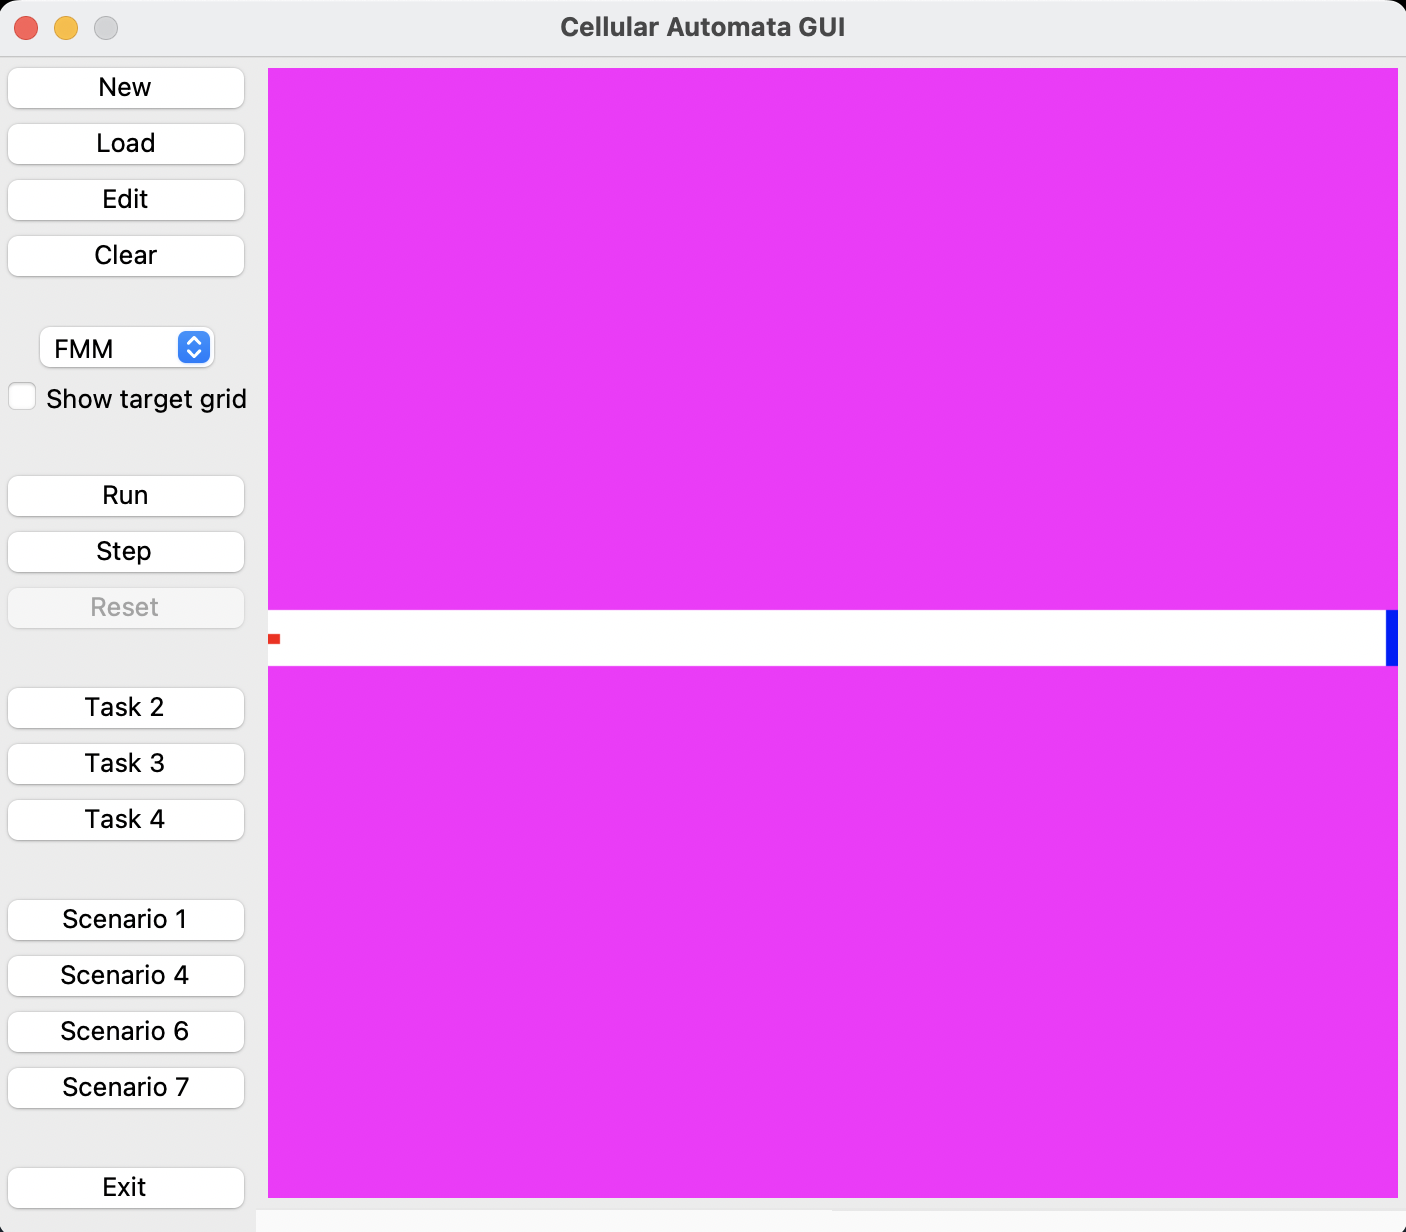 Cellular Automata GUI
New
Load
Edit
Clear
FMM
Show target grid
Run
Step
Reset
Task 2
Task 3
Task 4
Scenario 1
Scenario 4
Scenario 6
Scenario 7
Exit